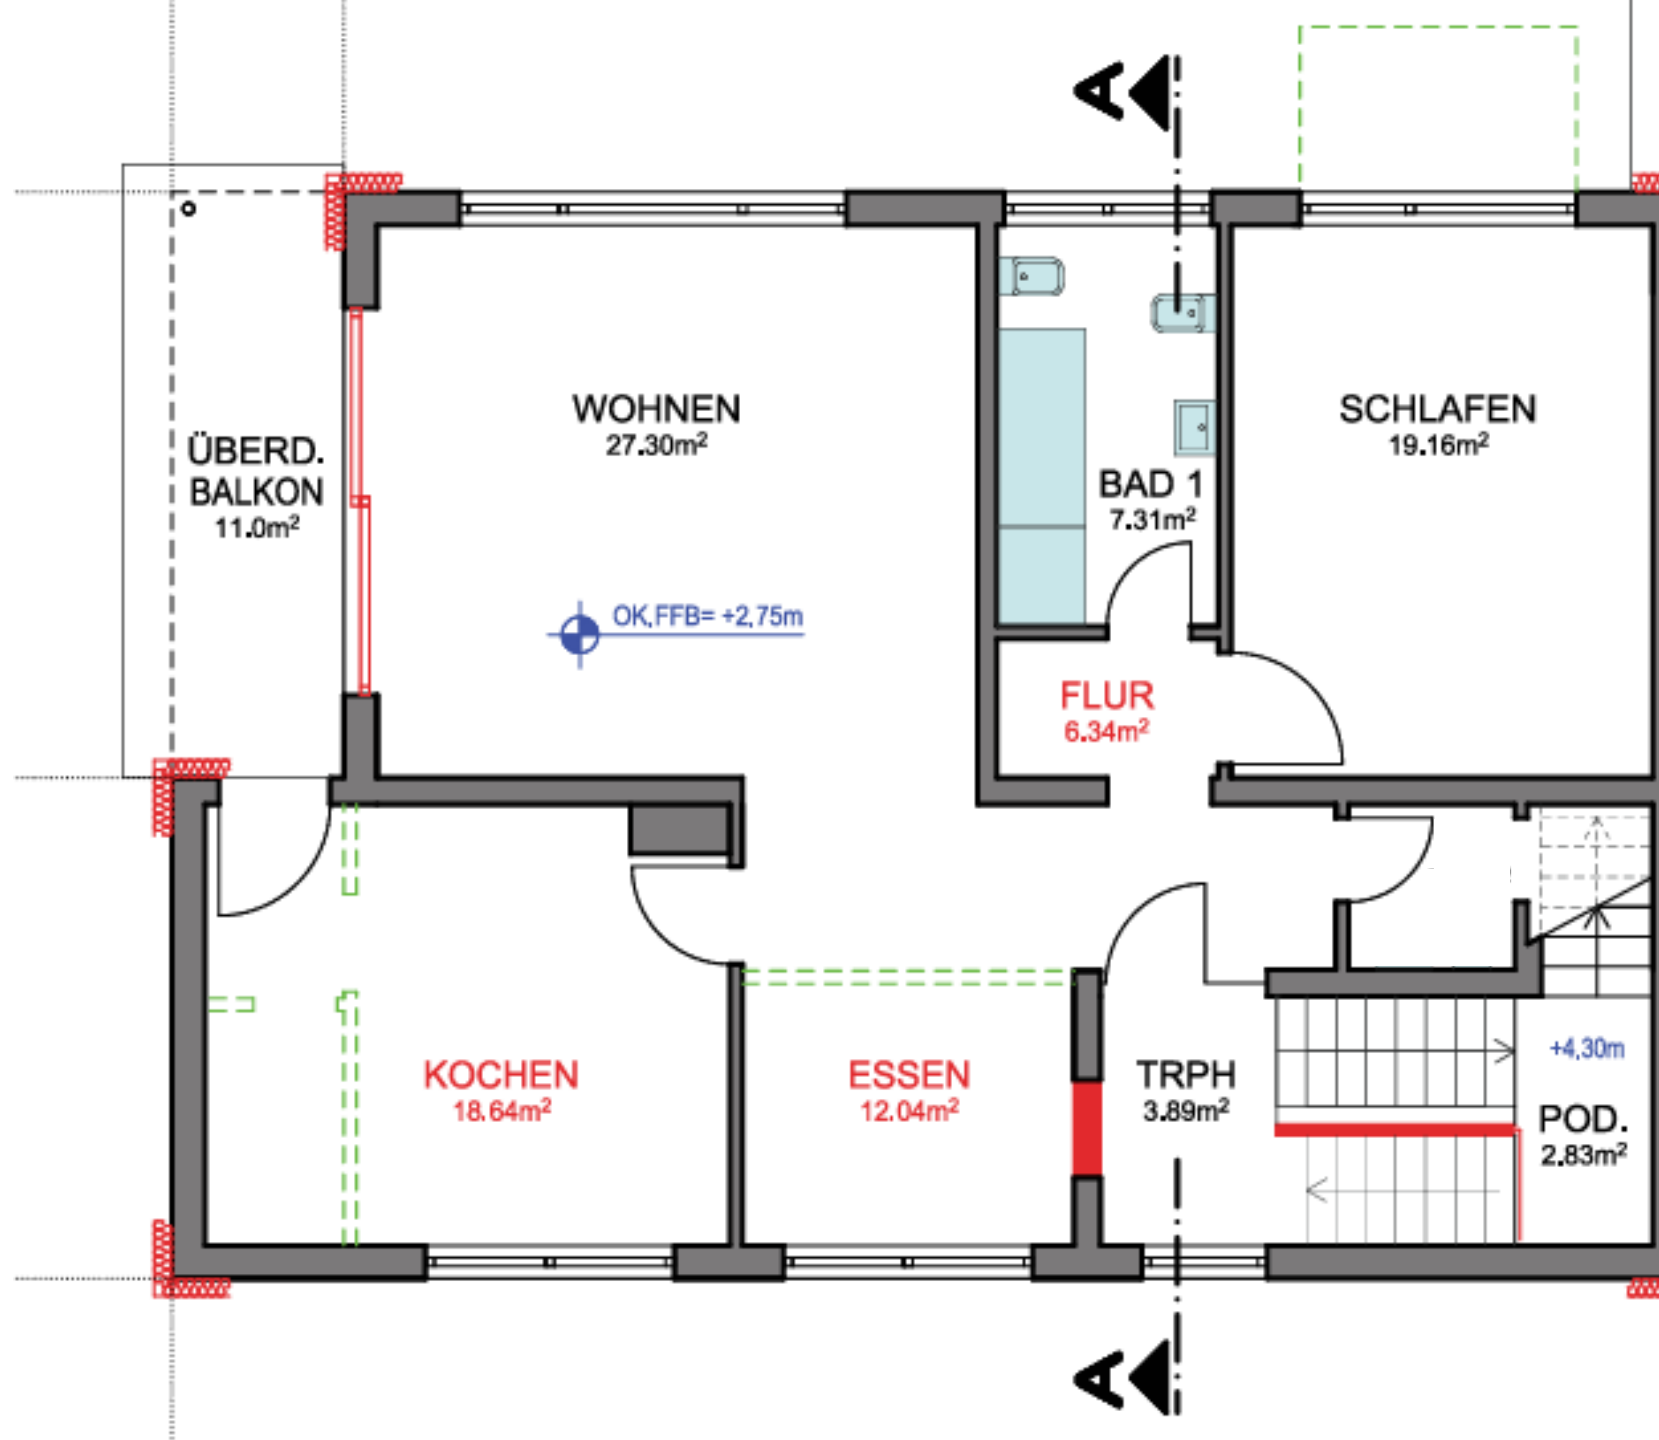 A
WOHNEN
27.30m²
SCHLAFEN
19.16m²
ÜBERD.
BALKON
11.0m²
BAD 1
7.31m²
OK.FFB= +2,75m
FLUR
6.34m²
KOCHEN
18.64m²
ESSEN
12.04m²
TRPH
3.89m²
+4,30m
POD.
2.83m²
A